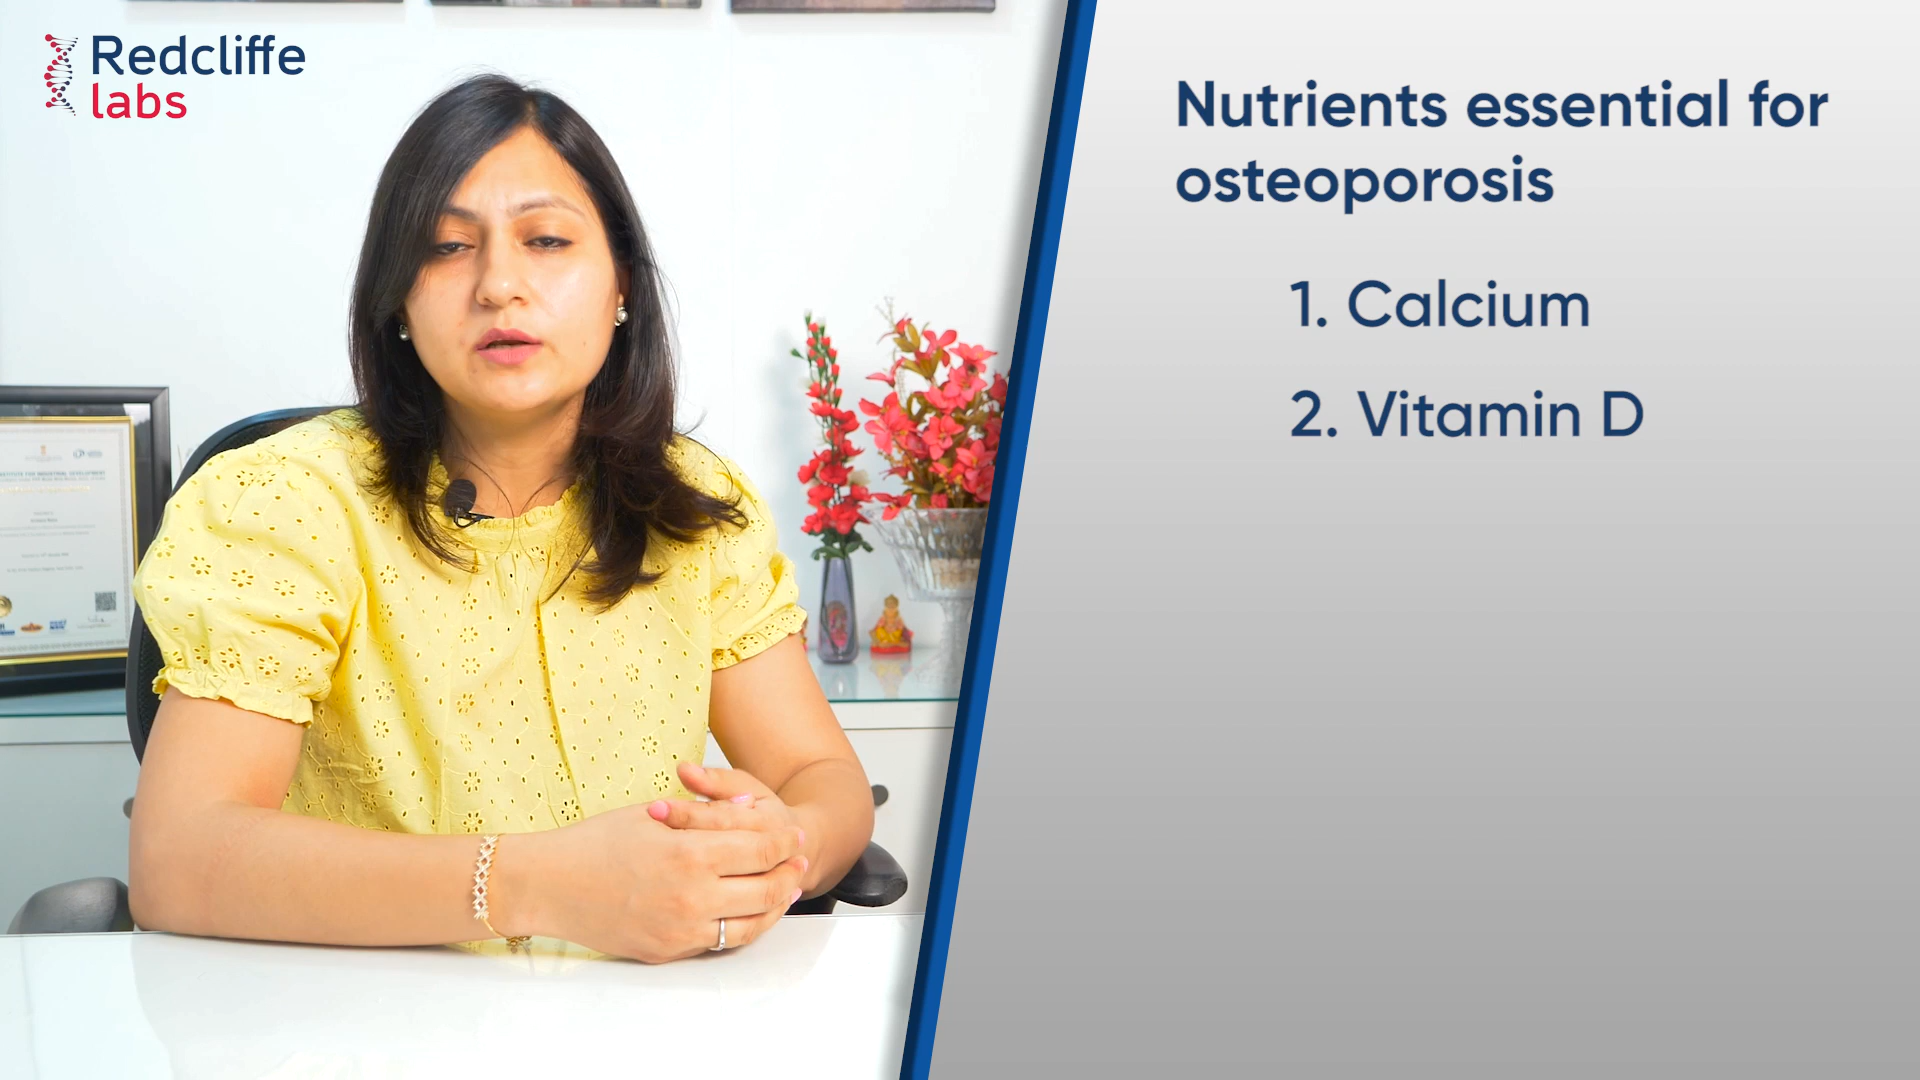 Redcliffe
labs
Nutrients essential for
osteoporosis
1. Calcium
2. Vitamin D